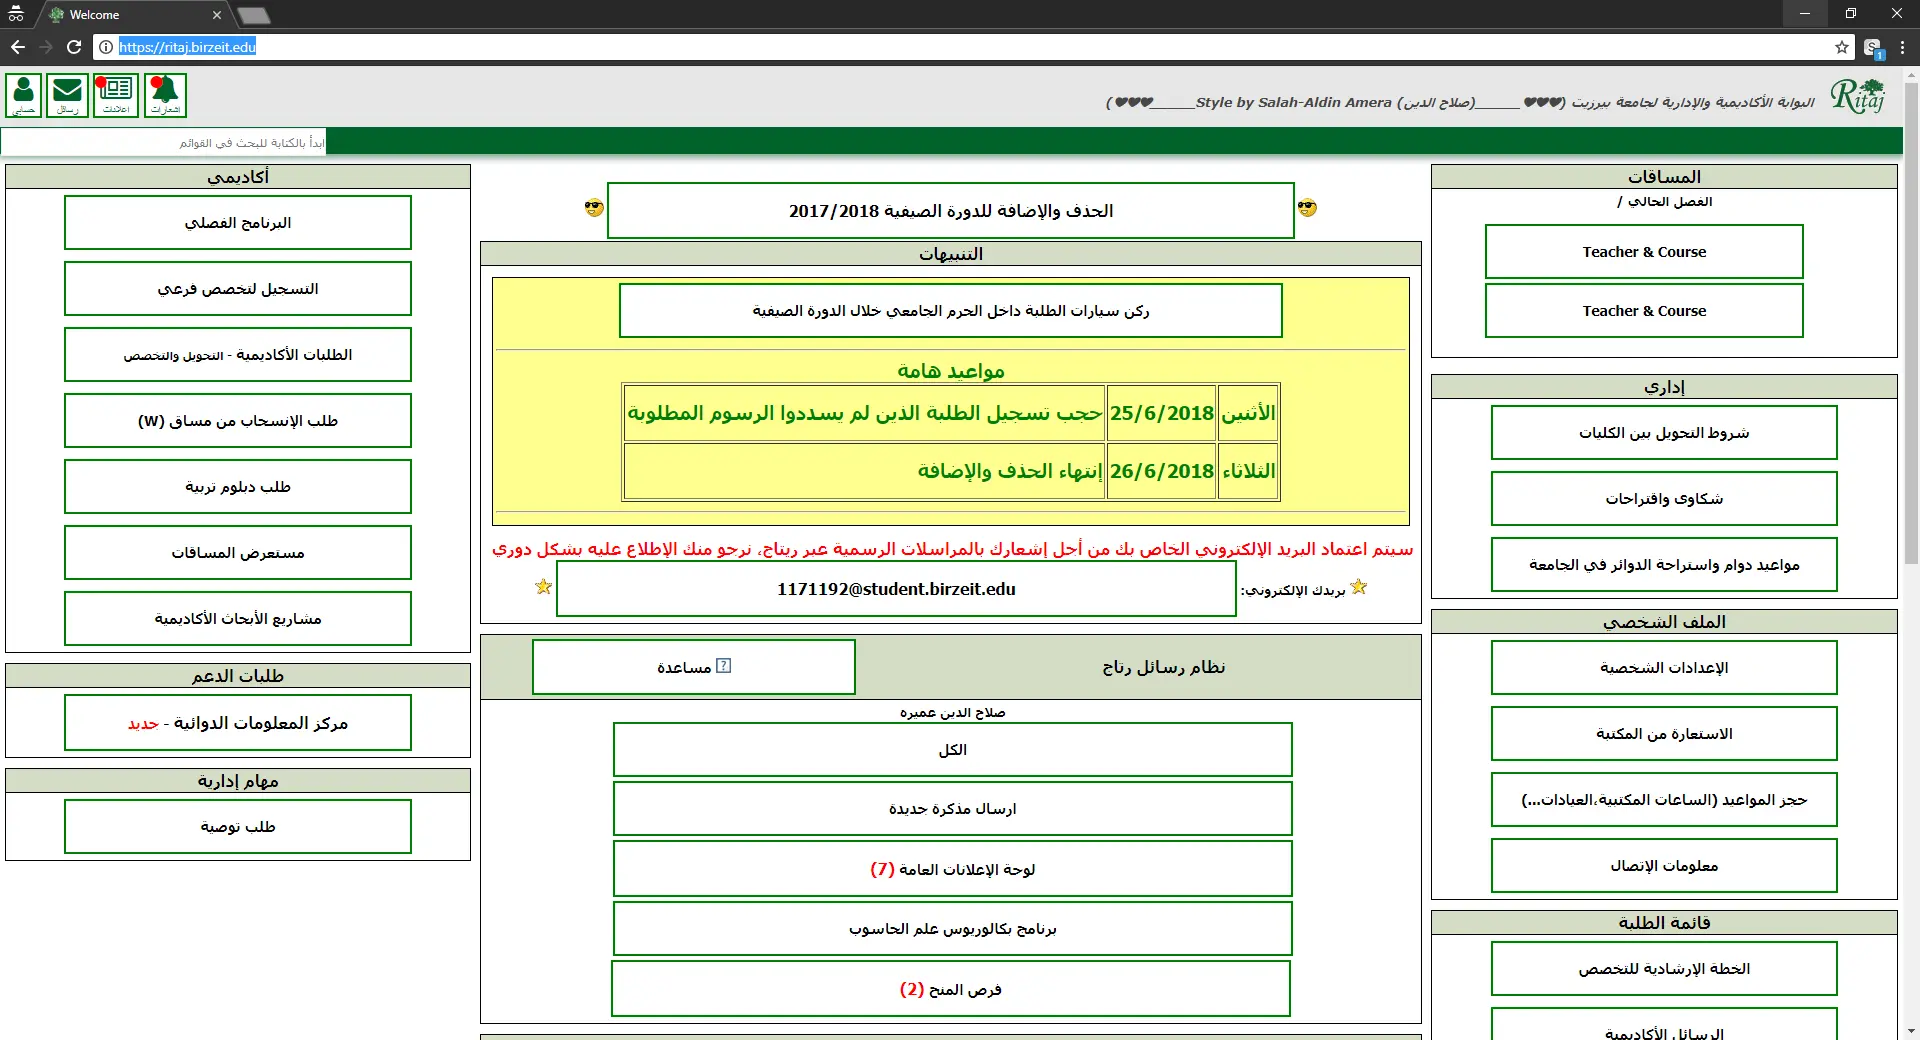 Welcome
https://ritaj.birzeit.edu
حسابي
رسائل
اعلانات
اشعارات
البوابة الأكاديمية والإدارية لجامعة بيرزيت (❤❤❤______(صلاح الدين) Style by Salah-Aldin Amera______❤❤❤)
Ritaj
ابدأ بالكتابة للبحث في القوائم
المساقات
الفصل الحالي /
Teacher & Course
Teacher & Course
إداري
شروط التحويل بين الكليات
شكاوى واقتراحات
مواعيد دوام واستراحة الدوائر في الجامعة
الملف الشخصي
الإعدادات الشخصية
الاستعارة من المكتبة
حجز المواعيد (الساعات المكتبية،العيادات...)
معلومات الإتصال
قائمة الطلبة
الخطة الإرشادية للتخصص
الرسائل الأكاديمية
الحذف والإضافة للدورة الصيفية 2017/2018
التنبيهات
ركن سيارات الطلبة داخل الحرم الجامعي خلال الدورة الصيفية
مواعيد هامة
الأثنين 25/6/2018 حجب تسجيل الطلبة الذين لم يسددوا الرسوم المطلوبة
الثلاثاء 26/6/2018 إنتهاء الحذف والإضافة
سيتم اعتماد البريد الإلكتروني الخاص بك من أجل إشعارك بالمراسلات الرسمية عبر ريتاج، نرجو منك الإطلاع عليه بشكل دوري
بريدك الإلكتروني: 1171192@student.birzeit.edu
نظام رسائل رتاج
مساعدة
صلاح الدين عميره
الكل
ارسال مذكرة جديدة
لوحة الإعلانات العامة (7)
برنامج بكالوريوس علم الحاسوب
فرص المنح (2)
أكاديمي
البرنامج الفصلي
التسجيل لتخصص فرعي
الطلبات الأكاديمية - التحويل والتخصص
طلب الإنسحاب من مساق (W)
طلب دبلوم تربية
مستعرض المساقات
مشاريع الأبحاث الأكاديمية
طلبات الدعم
مركز المعلومات الدوائية - جديد
مهام إدارية
طلب توصية